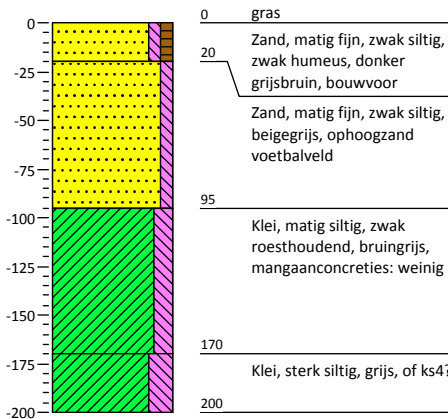 0
-25
-50
-75
-100
-125
-150
-175
-200
0
gras
Zand, matig fijn, zwak siltig,
zwak humeus, donker
grijsbruin, bouwvoor
20
Zand, matig fijn, zwak siltig,
beigegrijs, ophoogzand
voetbalveld
95
Klei, matig siltig, zwak
roesthoudend, bruingrijs,
mangaanconcreties: weinig
170
Klei, sterk siltig, grijs, of ks4?
200